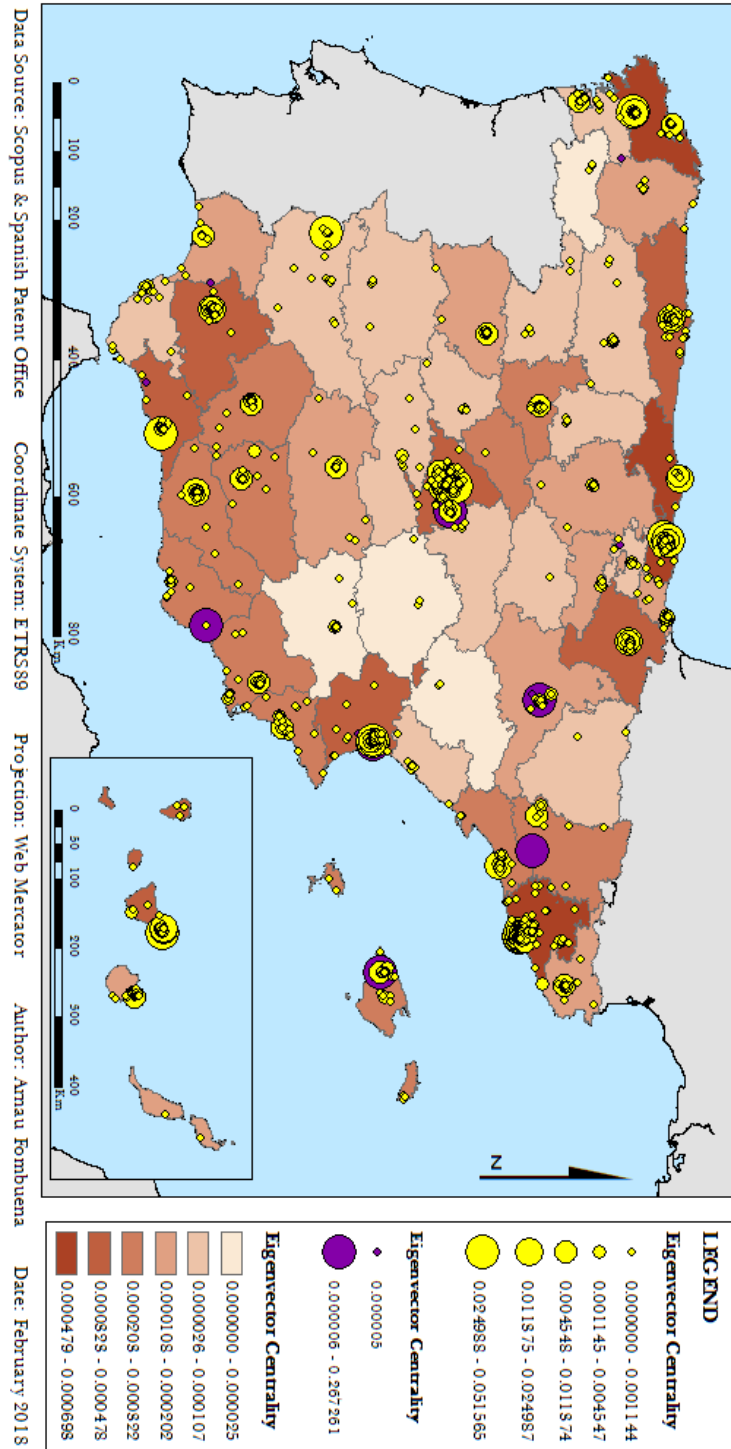 LEGEND
Eigenvector Centrality
0.000000 - 0.001144
0.001145 - 0.004547
0.004548 - 0.011874
0.011875 - 0.024987
0.024988 - 0.051565
Eigenvector Centrality
0.000005
0.000006 - 0.267261
Eigenvector Centrality
0.000000 - 0.000025
0.000026 - 0.000107
0.000108 - 0.000202
0.000208 - 0.000322
0.000328 - 0.000478
0.000479 - 0.000698
N
0 100 200 400 600 800
Km
0 50 100 200 300 400
Km
Data Source: Scopus & Spanish Patent Office Coordinate System: ETRS89 Projection: Web Mercator Author: Arnau Fombuena Date: February 2018